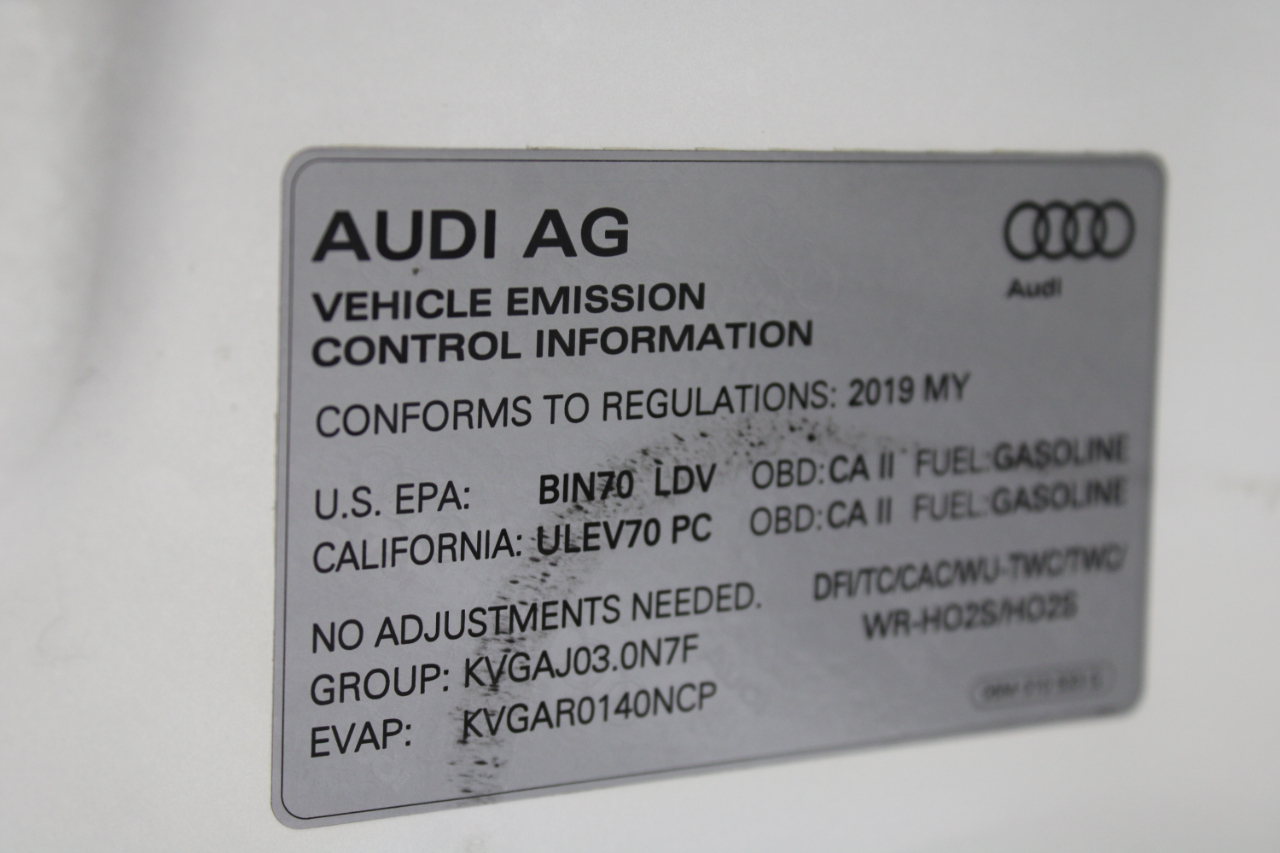 AUDI AG
Audi
VEHICLE EMISSION
CONTROL INFORMATION
CONFORMS TO REGULATIONS: 2019 MY
U.S. EPA: BIN70 LDV OBD:CA II FUEL:GASOLINE
CALIFORNIA: ULEV70 PC OBD:CA II FUEL:GASOLINE
NO ADJUSTMENTS NEEDED. DFI/TC/CAC/WU-TWC/TWC/
WR-HO2S/HO2S
GROUP: KVGAJ03.0N7F
EVAP: KVGAR0140NCP